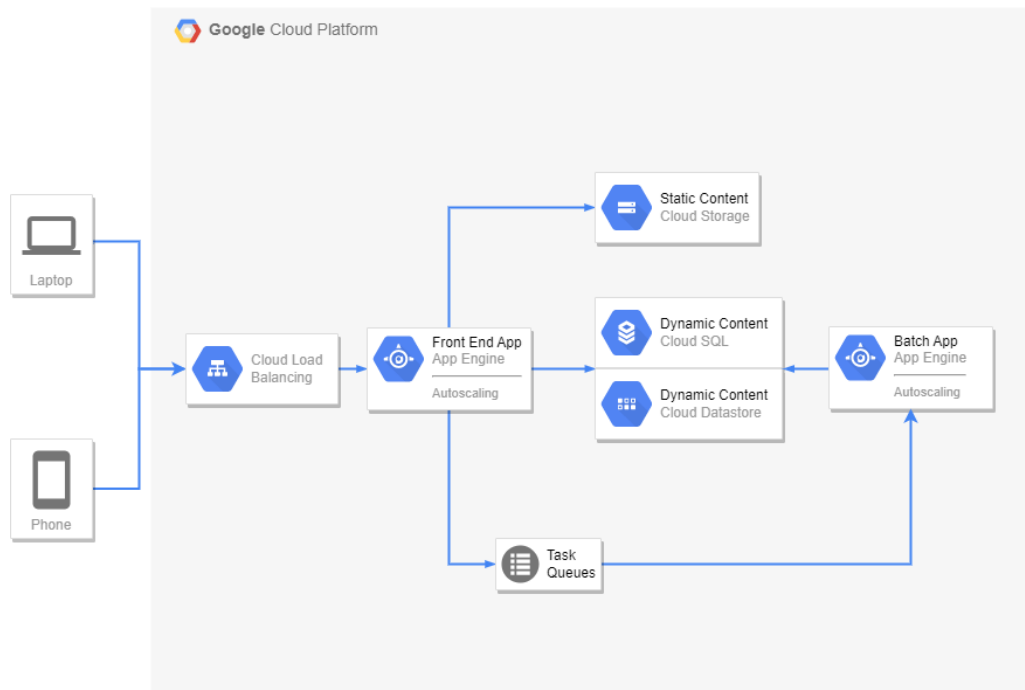 Google Cloud Platform
Laptop
Phone
Cloud Load
Balancing
Front End App
App Engine
Autoscaling
Static Content
Cloud Storage
Dynamic Content
Cloud SQL
Dynamic Content
Cloud Datastore
Batch App
App Engine
Autoscaling
Task
Queues